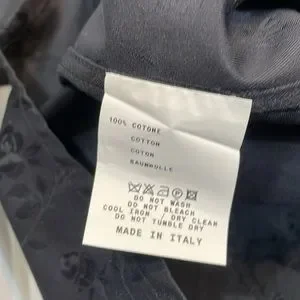 100% COTONE
COTTON
COTON
BAUMWOLLE
DO NOT WASH
DO NOT BLEACH
COOL IRON / DRY CLEAN
DO NOT TUMBLE DRY
MADE IN ITALY